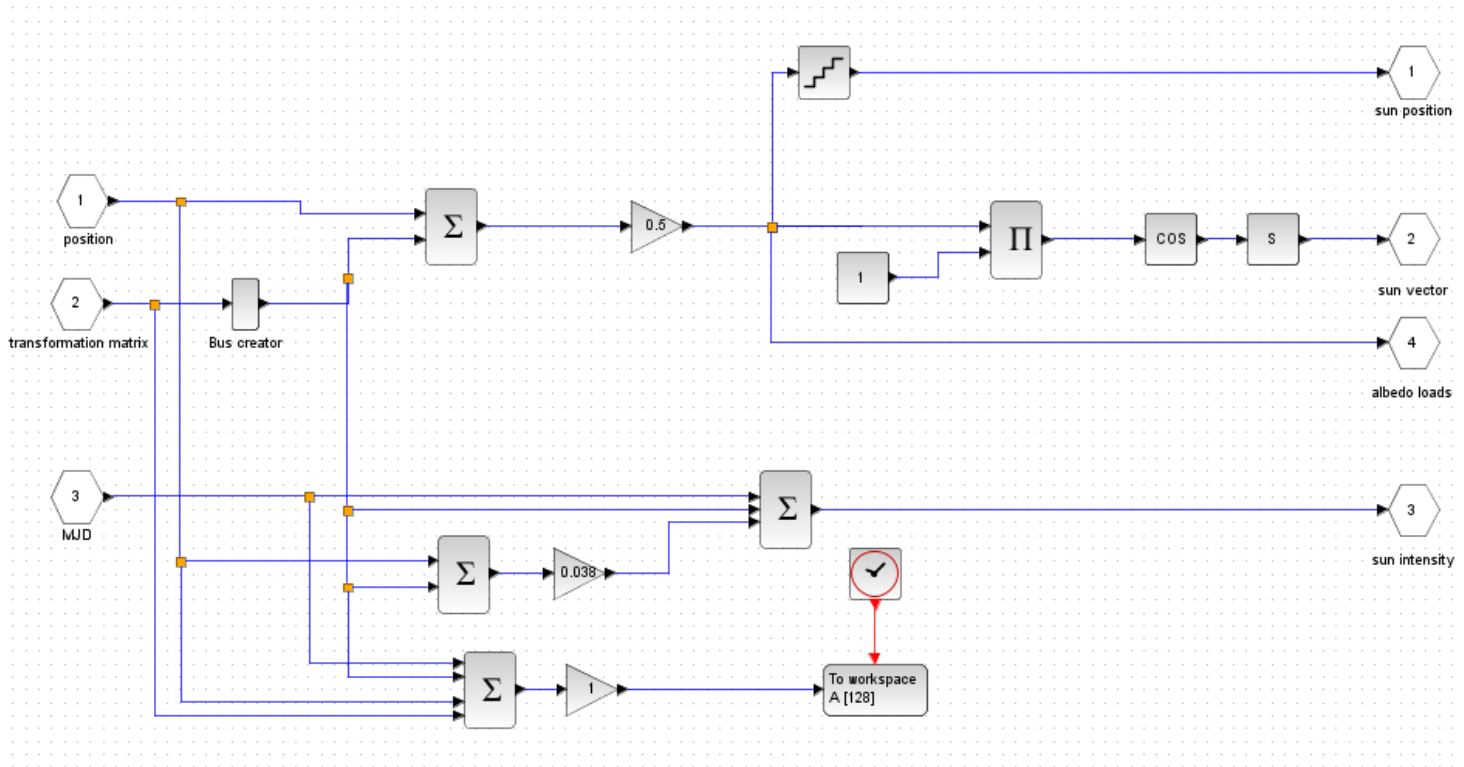 1
sun position
1
position
Σ
0.5
Π
COS
S
2
sun vector
1
2
transformation matrix
Bus creator
4
albedo loads
3
MJD
Σ
3
sun intensity
Σ
0.038
Σ
1
To workspace
A [128]